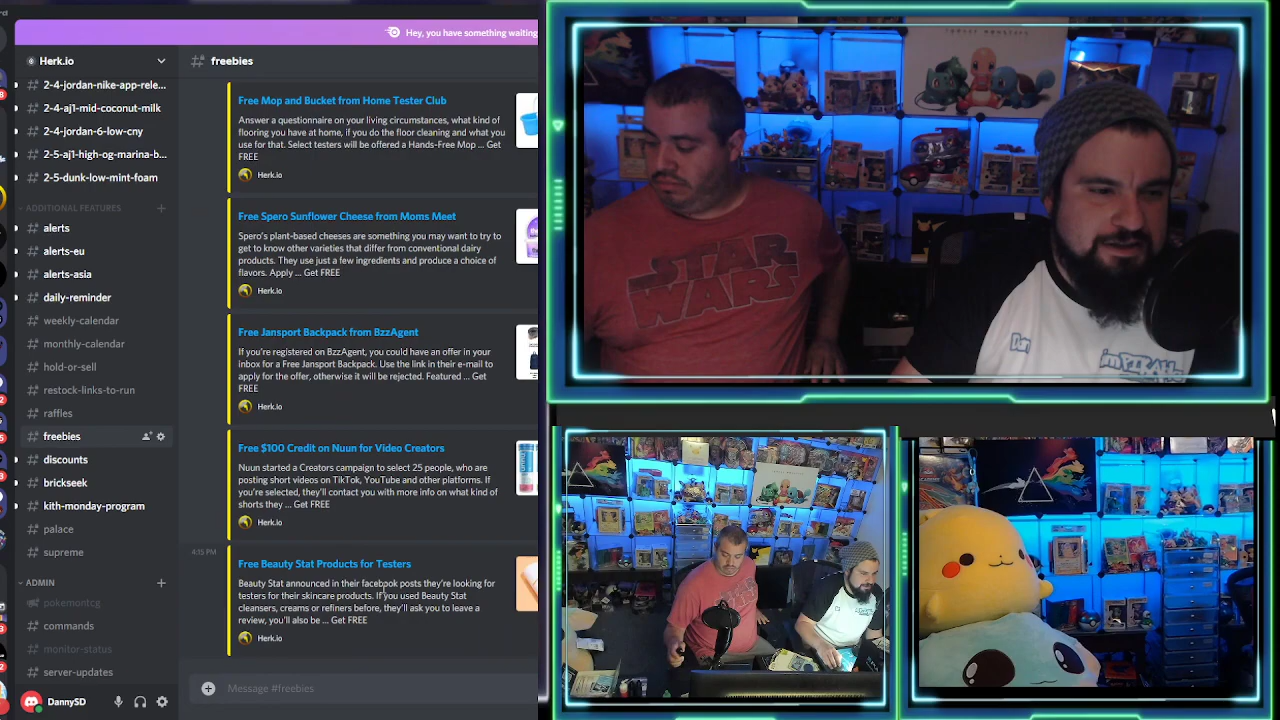 Hey, you have something waiting
Herk.io
freebies
2-4-jordan-nike-app-rele...
2-4-aj1-mid-coconut-milk
2-4-jordan-6-low-cny
2-5-aj1-high-og-marina-b...
2-5-dunk-low-mint-foam
ADDITIONAL FEATURES
alerts
alerts-eu
alerts-asia
daily-reminder
weekly-calendar
monthly-calendar
hold-or-sell
restock-links-to-run
raffles
freebies
discounts
brickseek
kith-monday-program
palace
supreme
ADMIN
pokemontcg
commands
monitor-status
server-updates
DannySD
Free Mop and Bucket from Home Tester Club
Answer a questionnaire on your living circumstances, what kind of
flooring you have at home, if you do the floor cleaning and what you
use for that. Select testers will be offered a Hands-Free Mop ... Get
FREE
Herk.io
Free Spero Sunflower Cheese from Moms Meet
Spero's plant-based cheeses are something you may want to try to
get to know other varieties that differ from conventional dairy
products. They use just a few ingredients and produce a choice of
flavors. Apply ... Get FREE
Herk.io
Free Jansport Backpack from BzzAgent
If you're registered on BzzAgent, you could have an offer in your
inbox for a Free Jansport Backpack. Use the link in their e-mail to
apply for the offer, otherwise it will be rejected. Featured ... Get
FREE
Herk.io
Free $100 Credit on Nuun for Video Creators
Nuun started a Creators campaign to select 25 people, who are
posting short videos on TikTok, YouTube and other platforms. If
you're selected, they'll contact you with more info on what kind of
shorts they ... Get FREE
Herk.io
4:15 PM
Free Beauty Stat Products for Testers
Beauty Stat announced in their facebook posts they're looking for
testers for their skincare products. If you used Beauty Stat
cleansers, creams or refiners before, they'll ask you to leave a
review, you'll also be ... Get FREE
Herk.io
Message #freebies
STAR
WARS
Dan